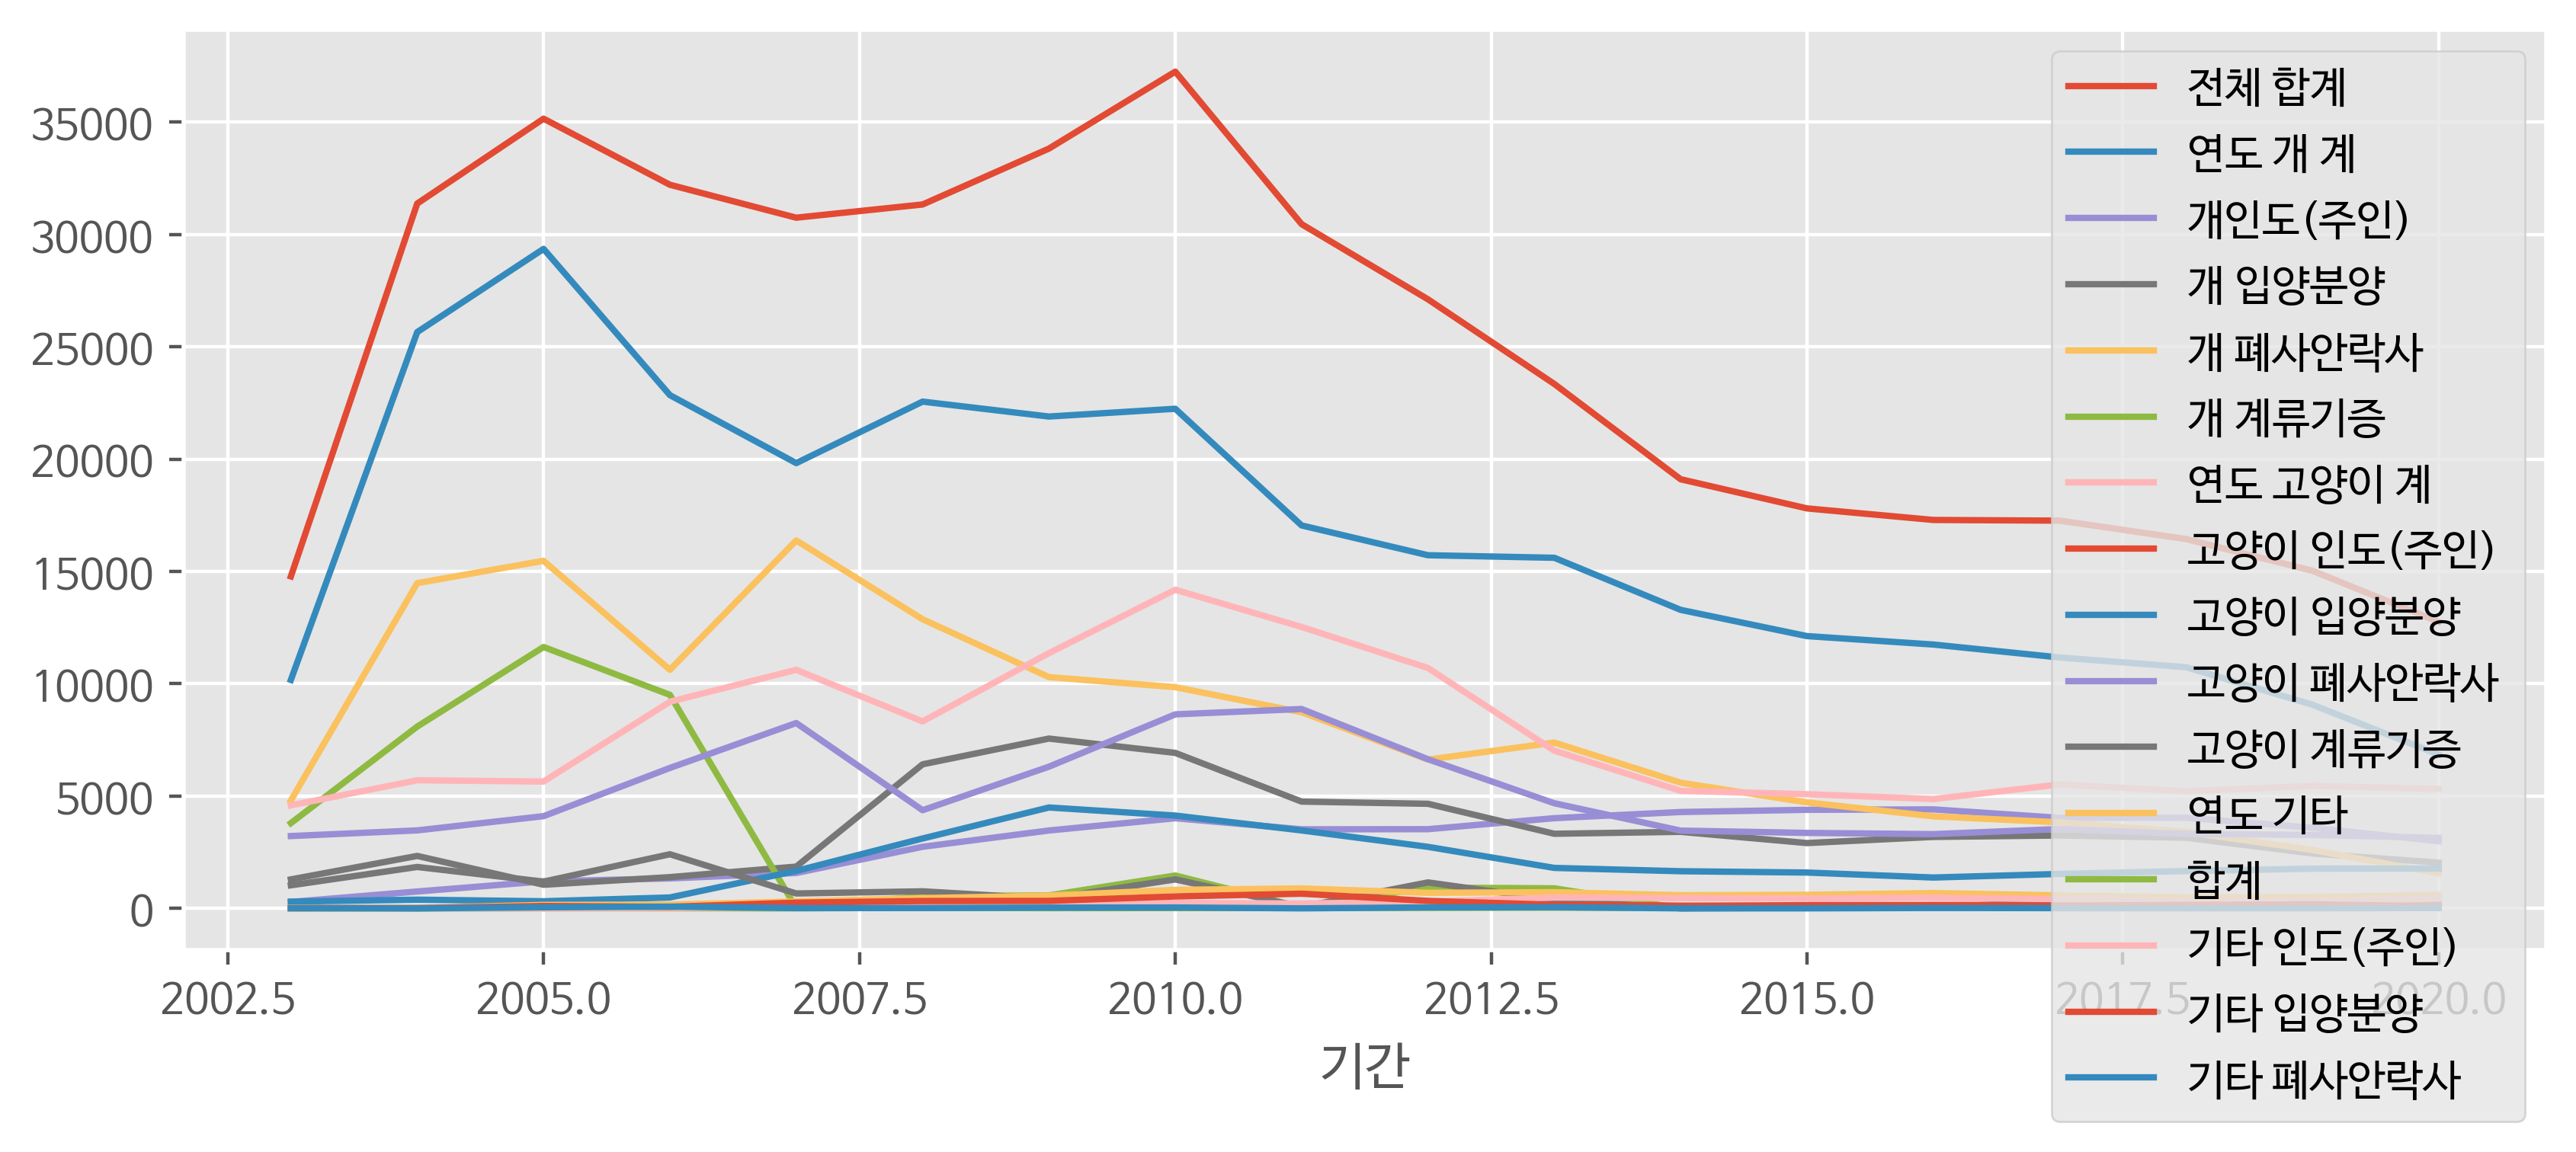 35000
30000
25000
20000
15000
10000
5000
0
2002.5
2005.0
2007.5
2010.0
2012.5
2015.0
2017.5
2020.0
기간
전체 합계
연도 개 계
개인도(주인)
개 입양분양
개 폐사안락사
개 계류기증
연도 고양이 계
고양이 인도(주인)
고양이 입양분양
고양이 폐사안락사
고양이 계류기증
연도 기타
합계
기타 인도(주인)
기타 입양분양
기타 폐사안락사